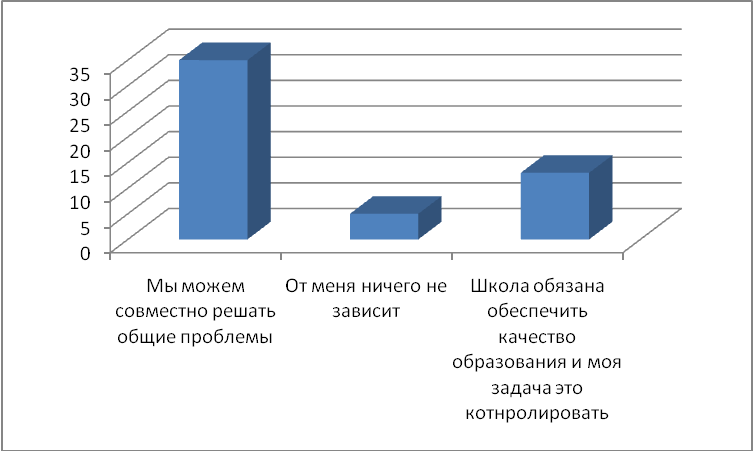 35
30
25
20
15
10
5
0
Мы можем
совместно решать
общие проблемы
От меня ничего не
зависит
Школа обязана
обеспечить
качество
образования и моя
задача это
котнролировать